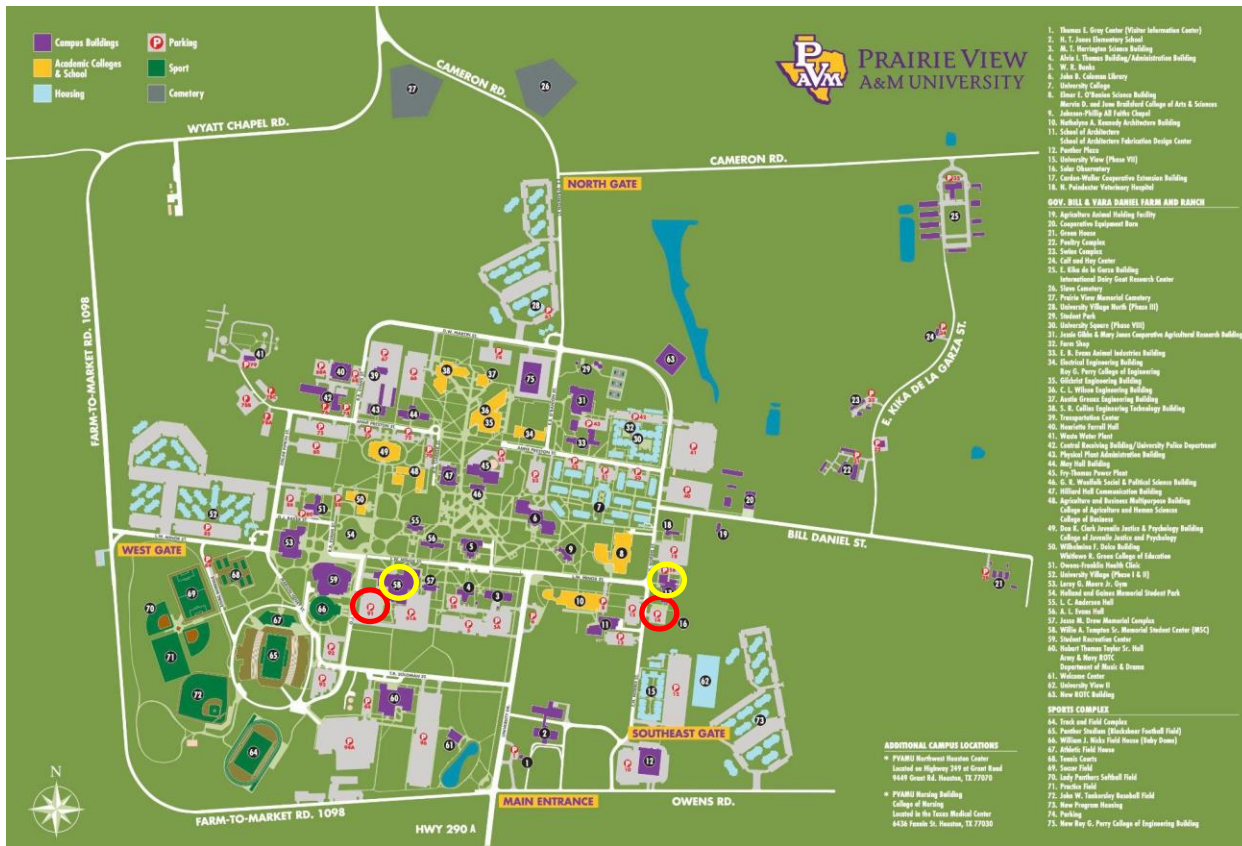 Campus Buildings
Academic Colleges
& School
Housing
P Parking
Sport
Cemetery
PVAMU
PRAIRIE VIEW
A&M UNIVERSITY
WYATT CHAPEL RD.
CAMERON RD.
CAMERON RD.
NORTH GATE
FARM-TO-MARKET RD. 1098
E. KIKA DE LA GARZA ST.
BILL DANIEL ST.
WEST GATE
SOUTHEAST GATE
MAIN ENTRANCE
OWENS RD.
FARM-TO-MARKET RD. 1098
HWY 290 A
N
1. Thomas E. Gray Center (Visitor Information Center)
2. H. T. Jones Elementary School
3. M. T. Harrington Science Building
4. Alvin I. Thomas Building/Administration Building
5. W. R. Banks
6. John B. Coleman Library
7. University College
8. Elmer E. O'Banion Science Building
Marvin D. and June Brailsford College of Arts & Sciences
9. Johnson-Phillip All Faiths Chapel
10. Nathelyne A. Kennedy Architecture Building
11. School of Architecture
School of Architecture Fabrication Design Center
12. Panther Plaza
15. University View (Phase VII)
16. Solar Observatory
17. Carden-Waller Cooperative Extension Building
18. N. Poindexter Veterinary Hospital
GOV. BILL & VARA DANIEL FARM AND RANCH
19. Agriculture Animal Holding Facility
20. Cooperative Equipment Barn
21. Green House
22. Poultry Complex
23. Swine Complex
24. Calf and Hay Center
25. E. Kika de la Garza Building
International Dairy Goat Research Center
26. Slave Cemetery
27. Prairie View Memorial Cemetery
28. University Village North (Phase III)
29. Student Park
30. University Square (Phase VIII)
31. Jessie Gibbs & Mary Jones Cooperative Agricultural Research Building
32. Farm Shop
33. E. B. Evans Animal Industries Building
34. Electrical Engineering Building
Roy G. Perry College of Engineering
35. Gilchrist Engineering Building
36. C. L. Wilson Engineering Building
37. Austin Greaux Engineering Building
38. S. R. Collins Engineering Technology Building
39. Transportation Center
40. Henrietta Farrell Hall
41. Waste Water Plant
42. Central Receiving Building/University Police Department
43. Physical Plant Administration Building
44. May Hall Building
45. Fry-Thomas Power Plant
46. G. R. Woolfolk Social & Political Science Building
47. Hilliard Hall Communication Building
48. Agriculture and Business Multipurpose Building
College of Agriculture and Human Sciences
College of Business
49. Don K. Clark Juvenile Justice & Psychology Building
College of Juvenile Justice and Psychology
50. Wilhelmina F. Delco Building
Whitlowe R. Green College of Education
51. Owens-Franklin Health Clinic
52. University Village (Phase I & II)
53. Leroy G. Moore Jr. Gym
54. Holland and Gaines Memorial Student Park
55. L. C. Anderson Hall
56. A. L. Evans Hall
57. Jesse M. Drew Memorial Complex
58. Willie A. Tempton Sr. Memorial Student Center (MSC)
59. Student Recreation Center
60. Hobart Thomas Taylor Sr. Hall
Army & Navy ROTC
Department of Music & Drama
61. Welcome Center
62. University View II
63. New ROTC Building
SPORTS COMPLEX
64. Track and Field Complex
65. Panther Stadium (Blackshear Football Field)
66. William J. Nicks Field House (Baby Dome)
67. Athletic Field House
68. Tennis Courts
69. Soccer Field
70. Lady Panthers Softball Field
71. Practice Field
72. John W. Tankersley Baseball Field
73. New Program Housing
74. Parking
75. New Roy G. Perry College of Engineering Building
ADDITIONAL CAMPUS LOCATIONS
* PVAMU Northwest Houston Center
Located on Highway 249 at Grant Road
9449 Grant Rd. Houston, TX 77070
* PVAMU Nursing Building
College of Nursing
Located in the Texas Medical Center
6436 Fannin St. Houston, TX 77030